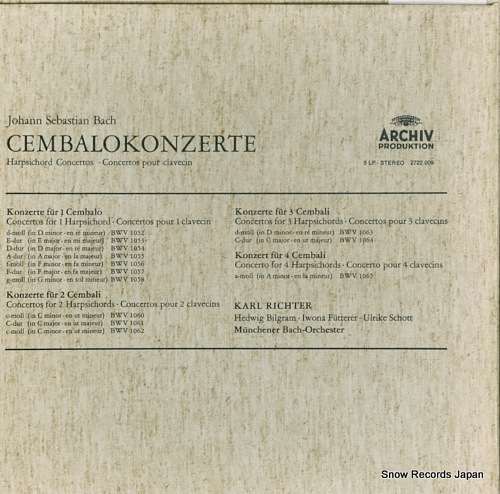 Johann Sebastian Bach
CEMBALOKONZERTE
Harpsichord Concertos · Concertos pour clavecin
ARCHIV
PRODUKTION
5 LP · STEREO 2722 009
Konzerte für 1 Cembalo
Concertos for 1 Harpsichord · Concertos pour 1 clavecin
d-moll (in D minor · en ré mineur) BWV 1052
E-dur (in E major · en mi majeur) BWV 1053
D-dur (in D major · en ré majeur) BWV 1054
A-dur (in A major · en la majeur) BWV 1055
f-moll (in F minor · en fa mineur) BWV 1056
F-dur (in F major · en fa majeur) BWV 1057
g-moll (in G minor · en sol mineur) BWV 1058
Konzerte für 2 Cembali
Concertos for 2 Harpsichords · Concertos pour 2 clavecins
c-moll (in C minor · en ut mineur) BWV 1060
C-dur (in C major · en ut majeur) BWV 1061
c-moll (in C minor · en ut mineur) BWV 1062
Konzerte für 3 Cembali
Concertos for 3 Harpsichords · Concertos pour 3 clavecins
d-moll (in D minor · en ré mineur) BWV 1063
C-dur (in C major · en ut majeur) BWV 1064
Konzert für 4 Cembali
Concerto for 4 Harpsichords · Concerto pour 4 clavecins
a-moll (in A minor · en la mineur) BWV 1065
KARL RICHTER
Hedwig Bilgram · Iwona Fütterer · Ulrike Schott
Münchener Bach-Orchester
Snow Records Japan